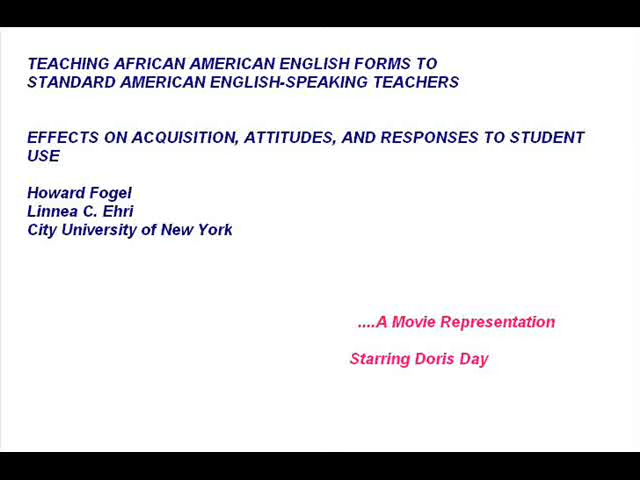 TEACHING AFRICAN AMERICAN ENGLISH FORMS TO
STANDARD AMERICAN ENGLISH-SPEAKING TEACHERS
EFFECTS ON ACQUISITION, ATTITUDES, AND RESPONSES TO STUDENT
USE
Howard Fogel
Linnea C. Ehri
City University of New York
....A Movie Representation
Starring Doris Day